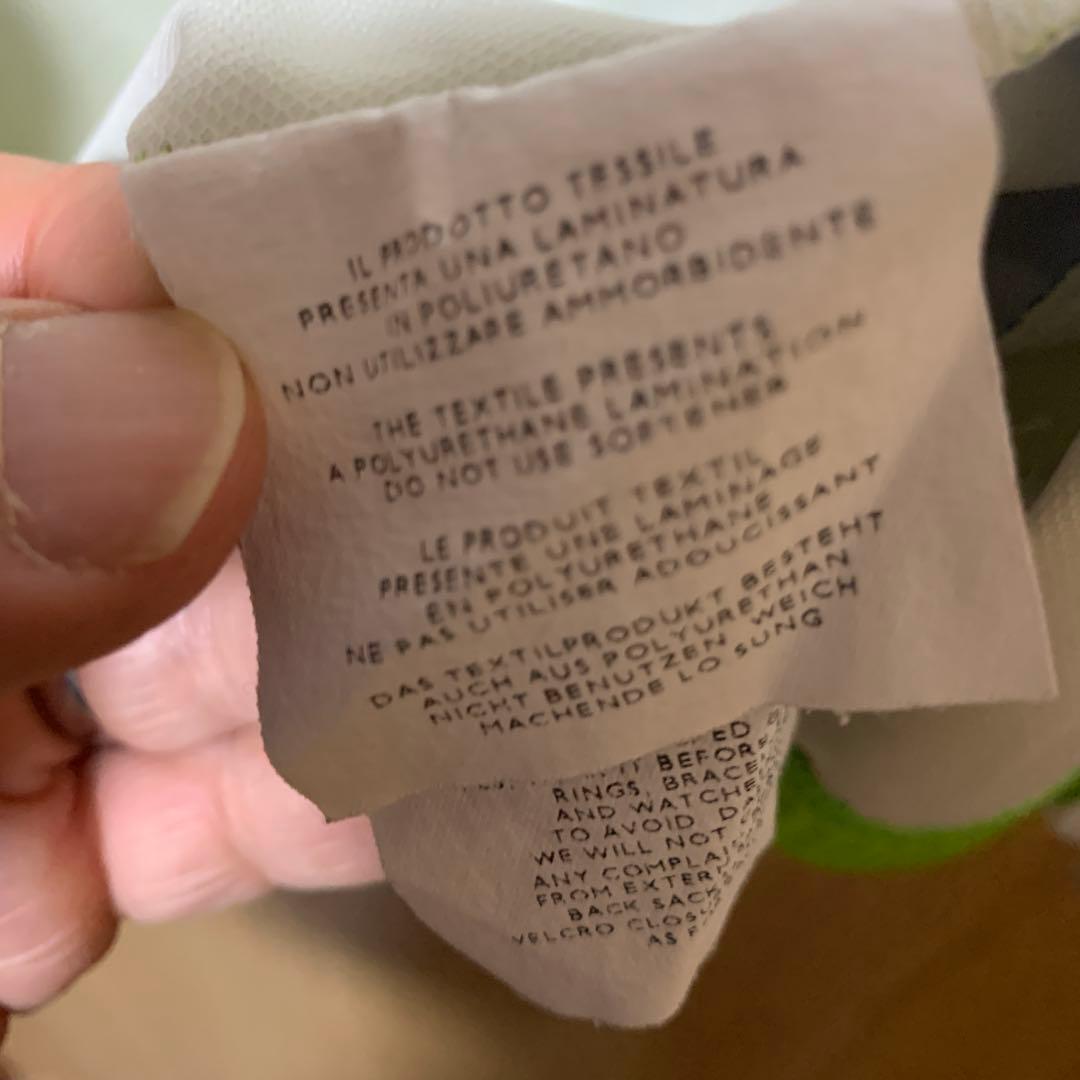 IL PRODOTTO TESSILE
PRESENTA UNA LAMINATURA
IN POLIURETANO
NON UTILIZZARE AMMORBIDENTE
THE TEXTILE PRESENTS
A POLYURETHANE LAMINATION
DO NOT USE SOFTENER
LE PRODUIT TEXTIL
PRESENTE UNE LAMINAGE
EN POLYURETHANE
NE PAS UTILISER ADOUCISSANT
DAS TEXTILPRODUKT BESTEHT
AUCH AUS POLYURETHAN
NICHT BENUTZEN WEICH
MACHENDE LO SUNG
IT BEFORE
RINGS, BRACE
AND WATCHE
TO AVOID DA
WE WILL NOT
ANY COMPLAI
FROM EXTER
BACK SACK
VELCRO CLOS
AS